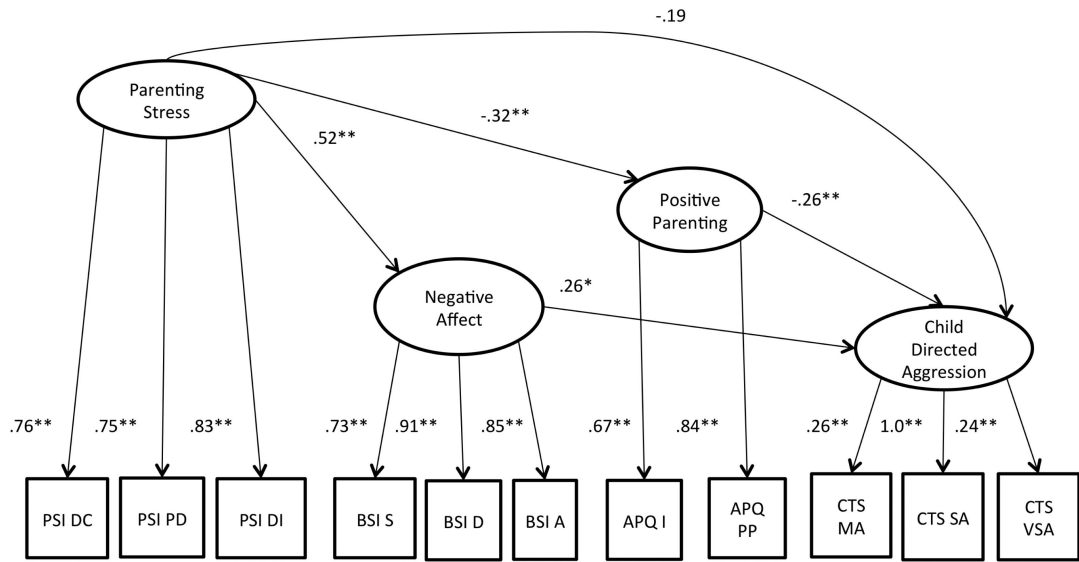 -.19
Parenting
Stress
-.32**
.52**
Positive
Parenting
-.26**
Negative
Affect
.26*
Child
Directed
Aggression
.76**
.75**
.83**
.73**
.91**
.85**
.67**
.84**
.26**
1.0**
.24**
PSI DC
PSI PD
PSI DI
BSI S
BSI D
BSI A
APQ I
APQ
PP
CTS
MA
CTS SA
CTS
VSA